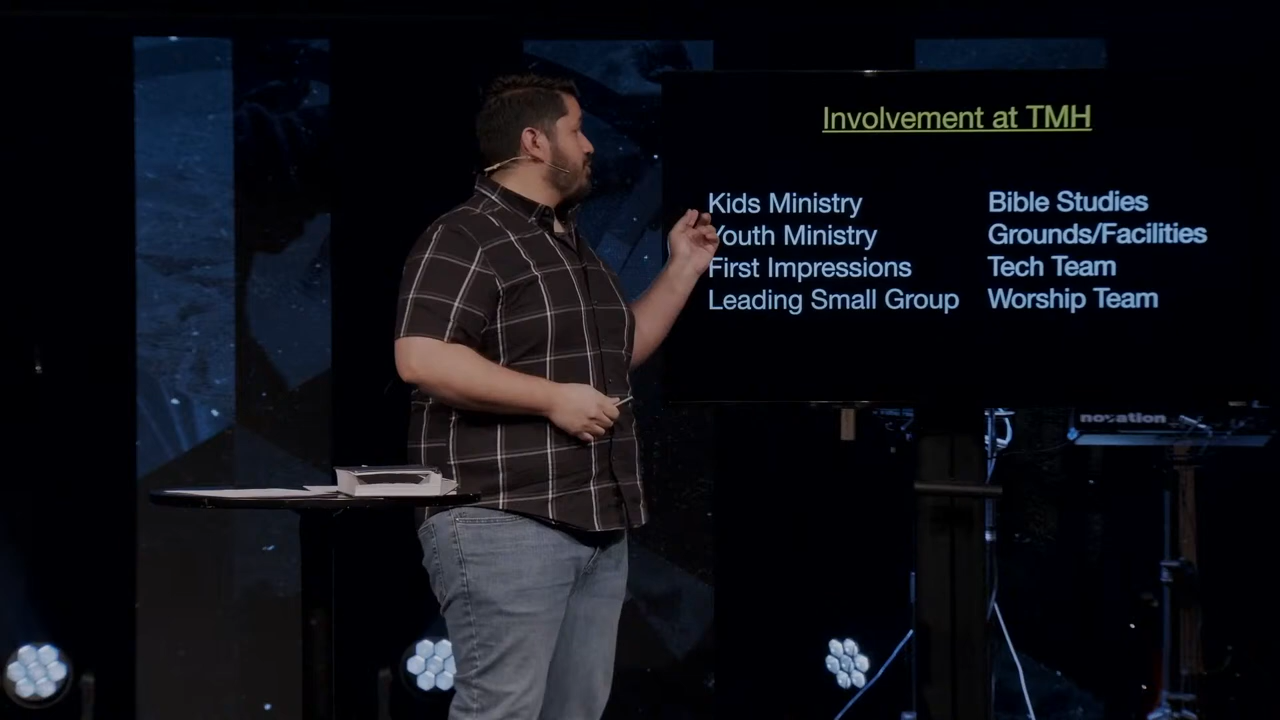 Involvement at TMH
Kids Ministry
Youth Ministry
First Impressions
Leading Small Group
Bible Studies
Grounds/Facilities
Tech Team
Worship Team
novation